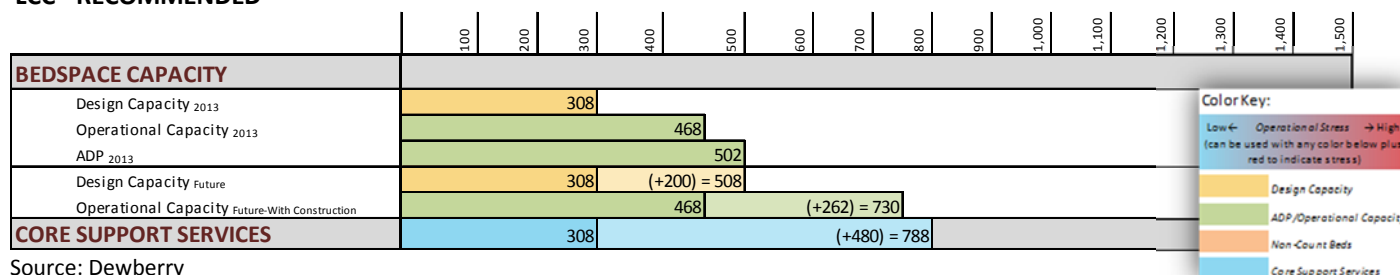 LCC - RECOMMENDED
100 200 300 400 500 600 700 800 900 1,000 1,100 1,200 1,300 1,400 1,500
BEDSPACE CAPACITY
Design Capacity 2013 308
Operational Capacity 2013 468
ADP 2013 502
Design Capacity Future 308 (+200) = 508
Operational Capacity Future-With Construction 468 (+262) = 730
CORE SUPPORT SERVICES 308 (+480) = 788
Source: Dewberry
Color Key:
Low← Operational Stress → High
(can be used with any color below plus
red to indicate stress)
Design Capacity
ADP/Operational Capacit
Non-Count Beds
Core Support Services